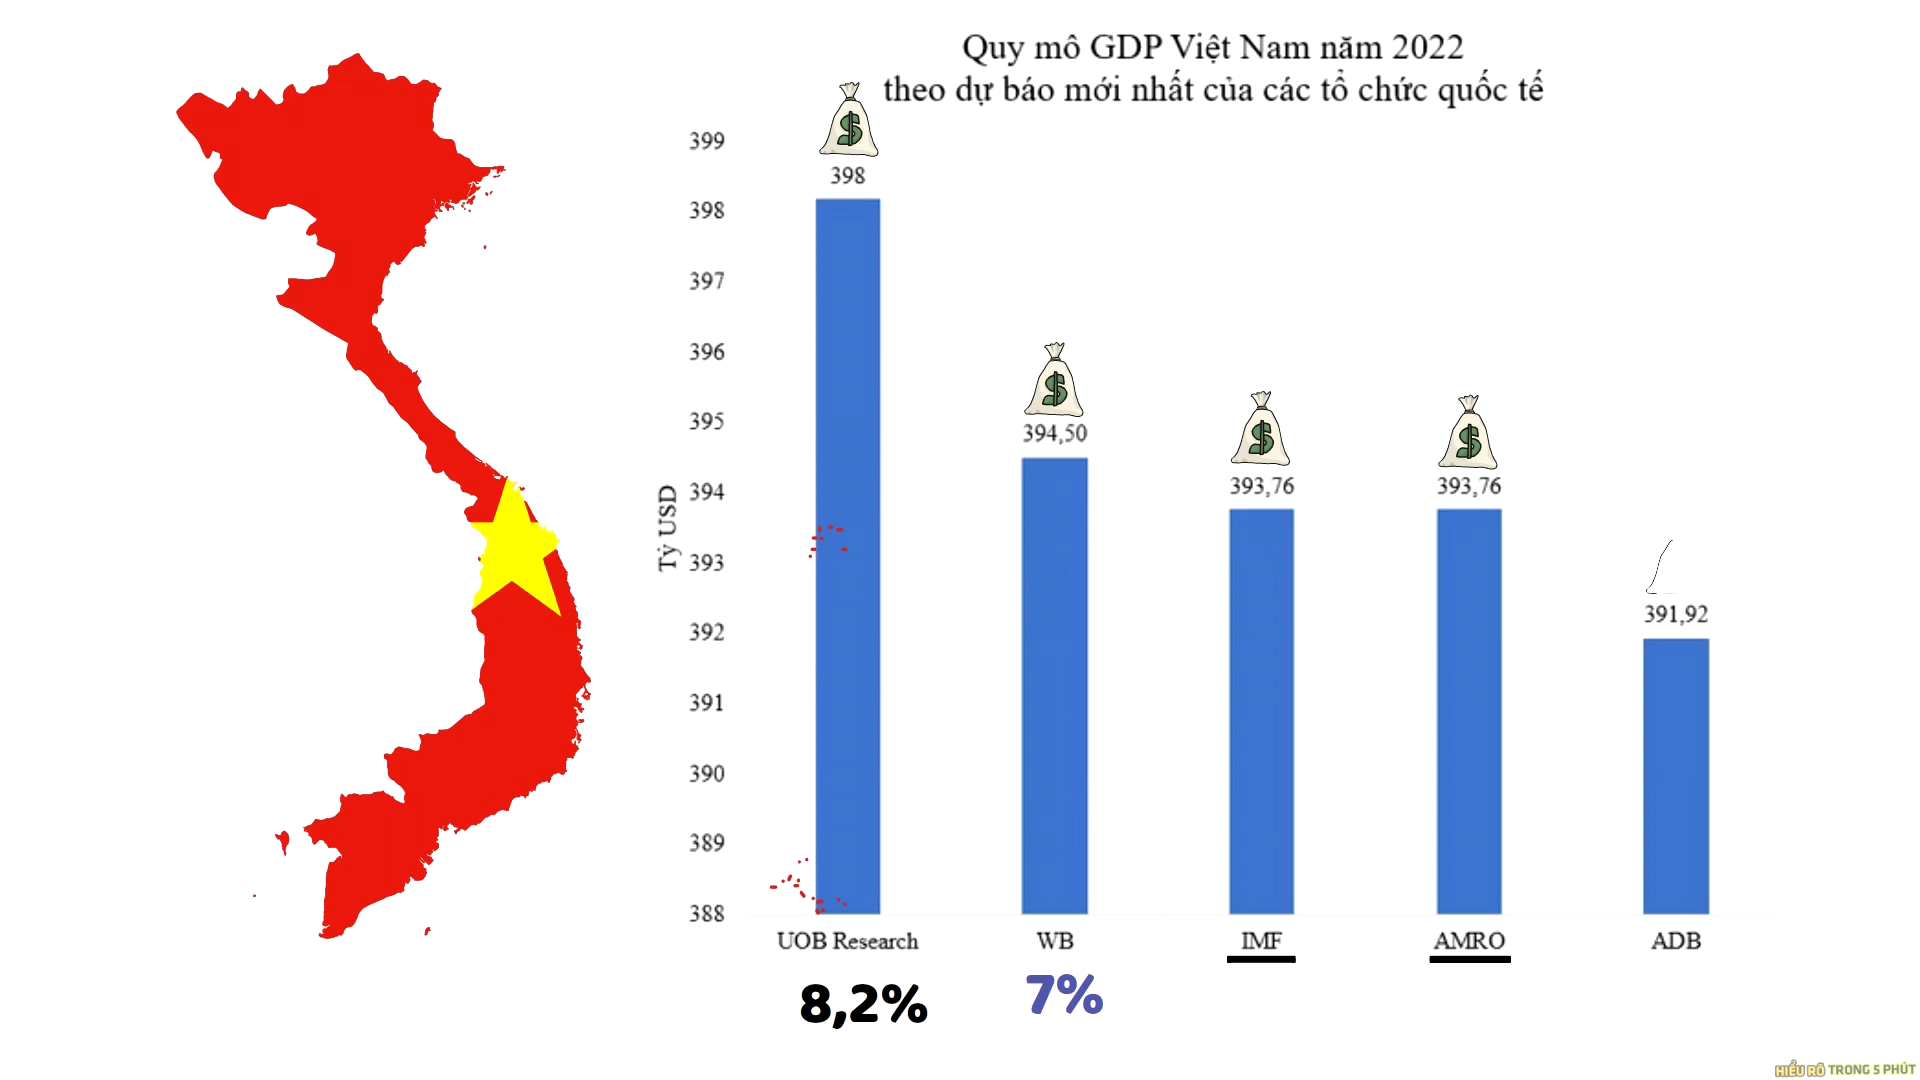 Quy mô GDP Việt Nam năm 2022
theo dự báo mới nhất của các tổ chức quốc tế
Tỷ USD
399
398
397
396
395
394
393
392
391
390
389
388
$
398
$
394,50
$
393,76
$
393,76
391,92
UOB Research
WB
IMF
AMRO
ADB
8,2%
7%
HIỂU RÕ TRONG 5 PHÚT